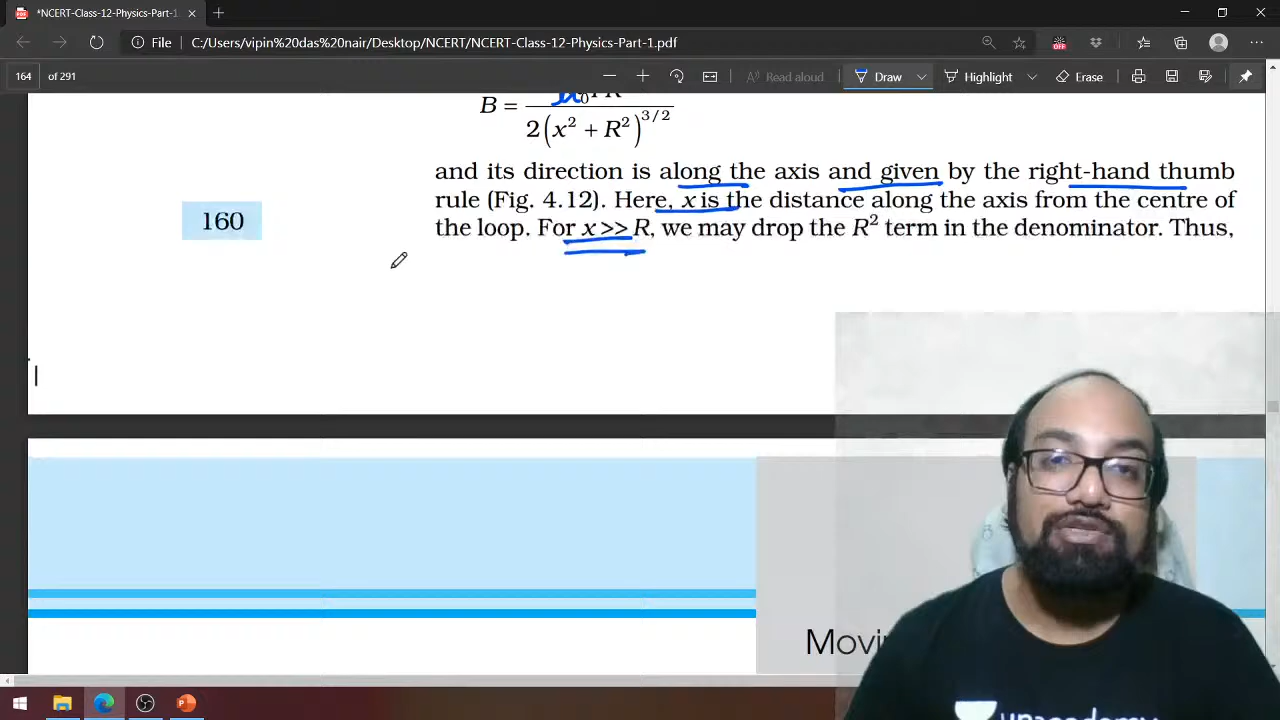 *NCERT-Class-12-Physics-Part-1.
File C:/Users/vipin%20das%20nair/Desktop/NCERT/NCERT-Class-12-Physics-Part-1.pdf
OFF
164 of 291
Read aloud
Draw
Highlight
Erase
B =
2(x² + R²)^3/2
and its direction is along the axis and given by the right-hand thumb
rule (Fig. 4.12). Here, x is the distance along the axis from the centre of
160
the loop. For x >> R, we may drop the R² term in the denominator. Thus,